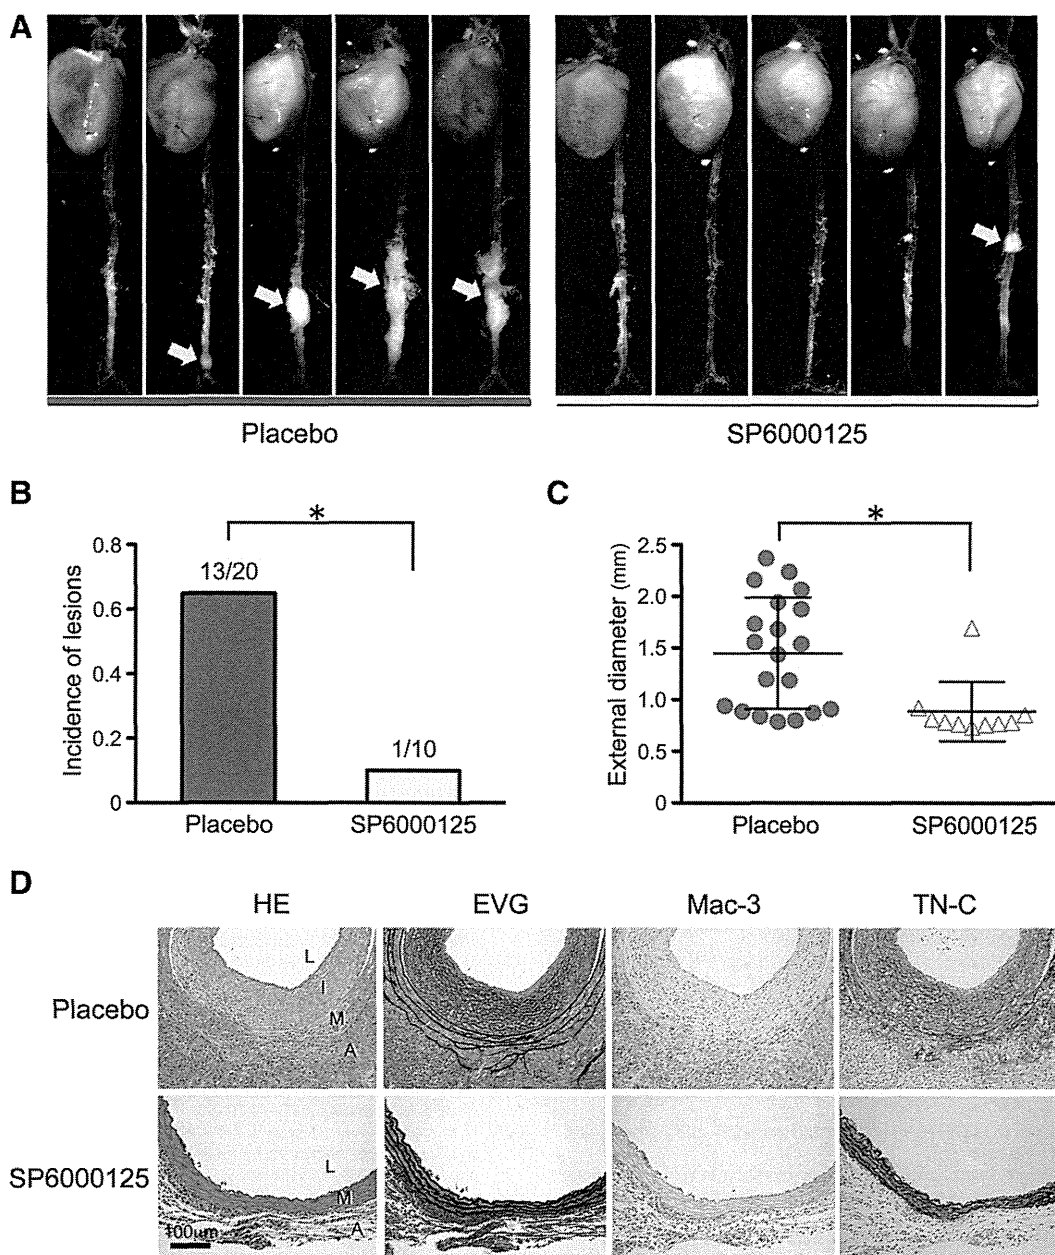 A
Placebo SP6000125
B
C
*
*
Incidence of lesions
0.8
0.6
0.4
0.2
0
13/20
1/10
Placebo SP6000125
External diameter (mm)
2.5
2.0
1.5
1.0
0.5
0
Placebo SP6000125
D
HE EVG Mac-3 TN-C
Placebo
L
I
M
A
SP6000125
L
M
A
100μm